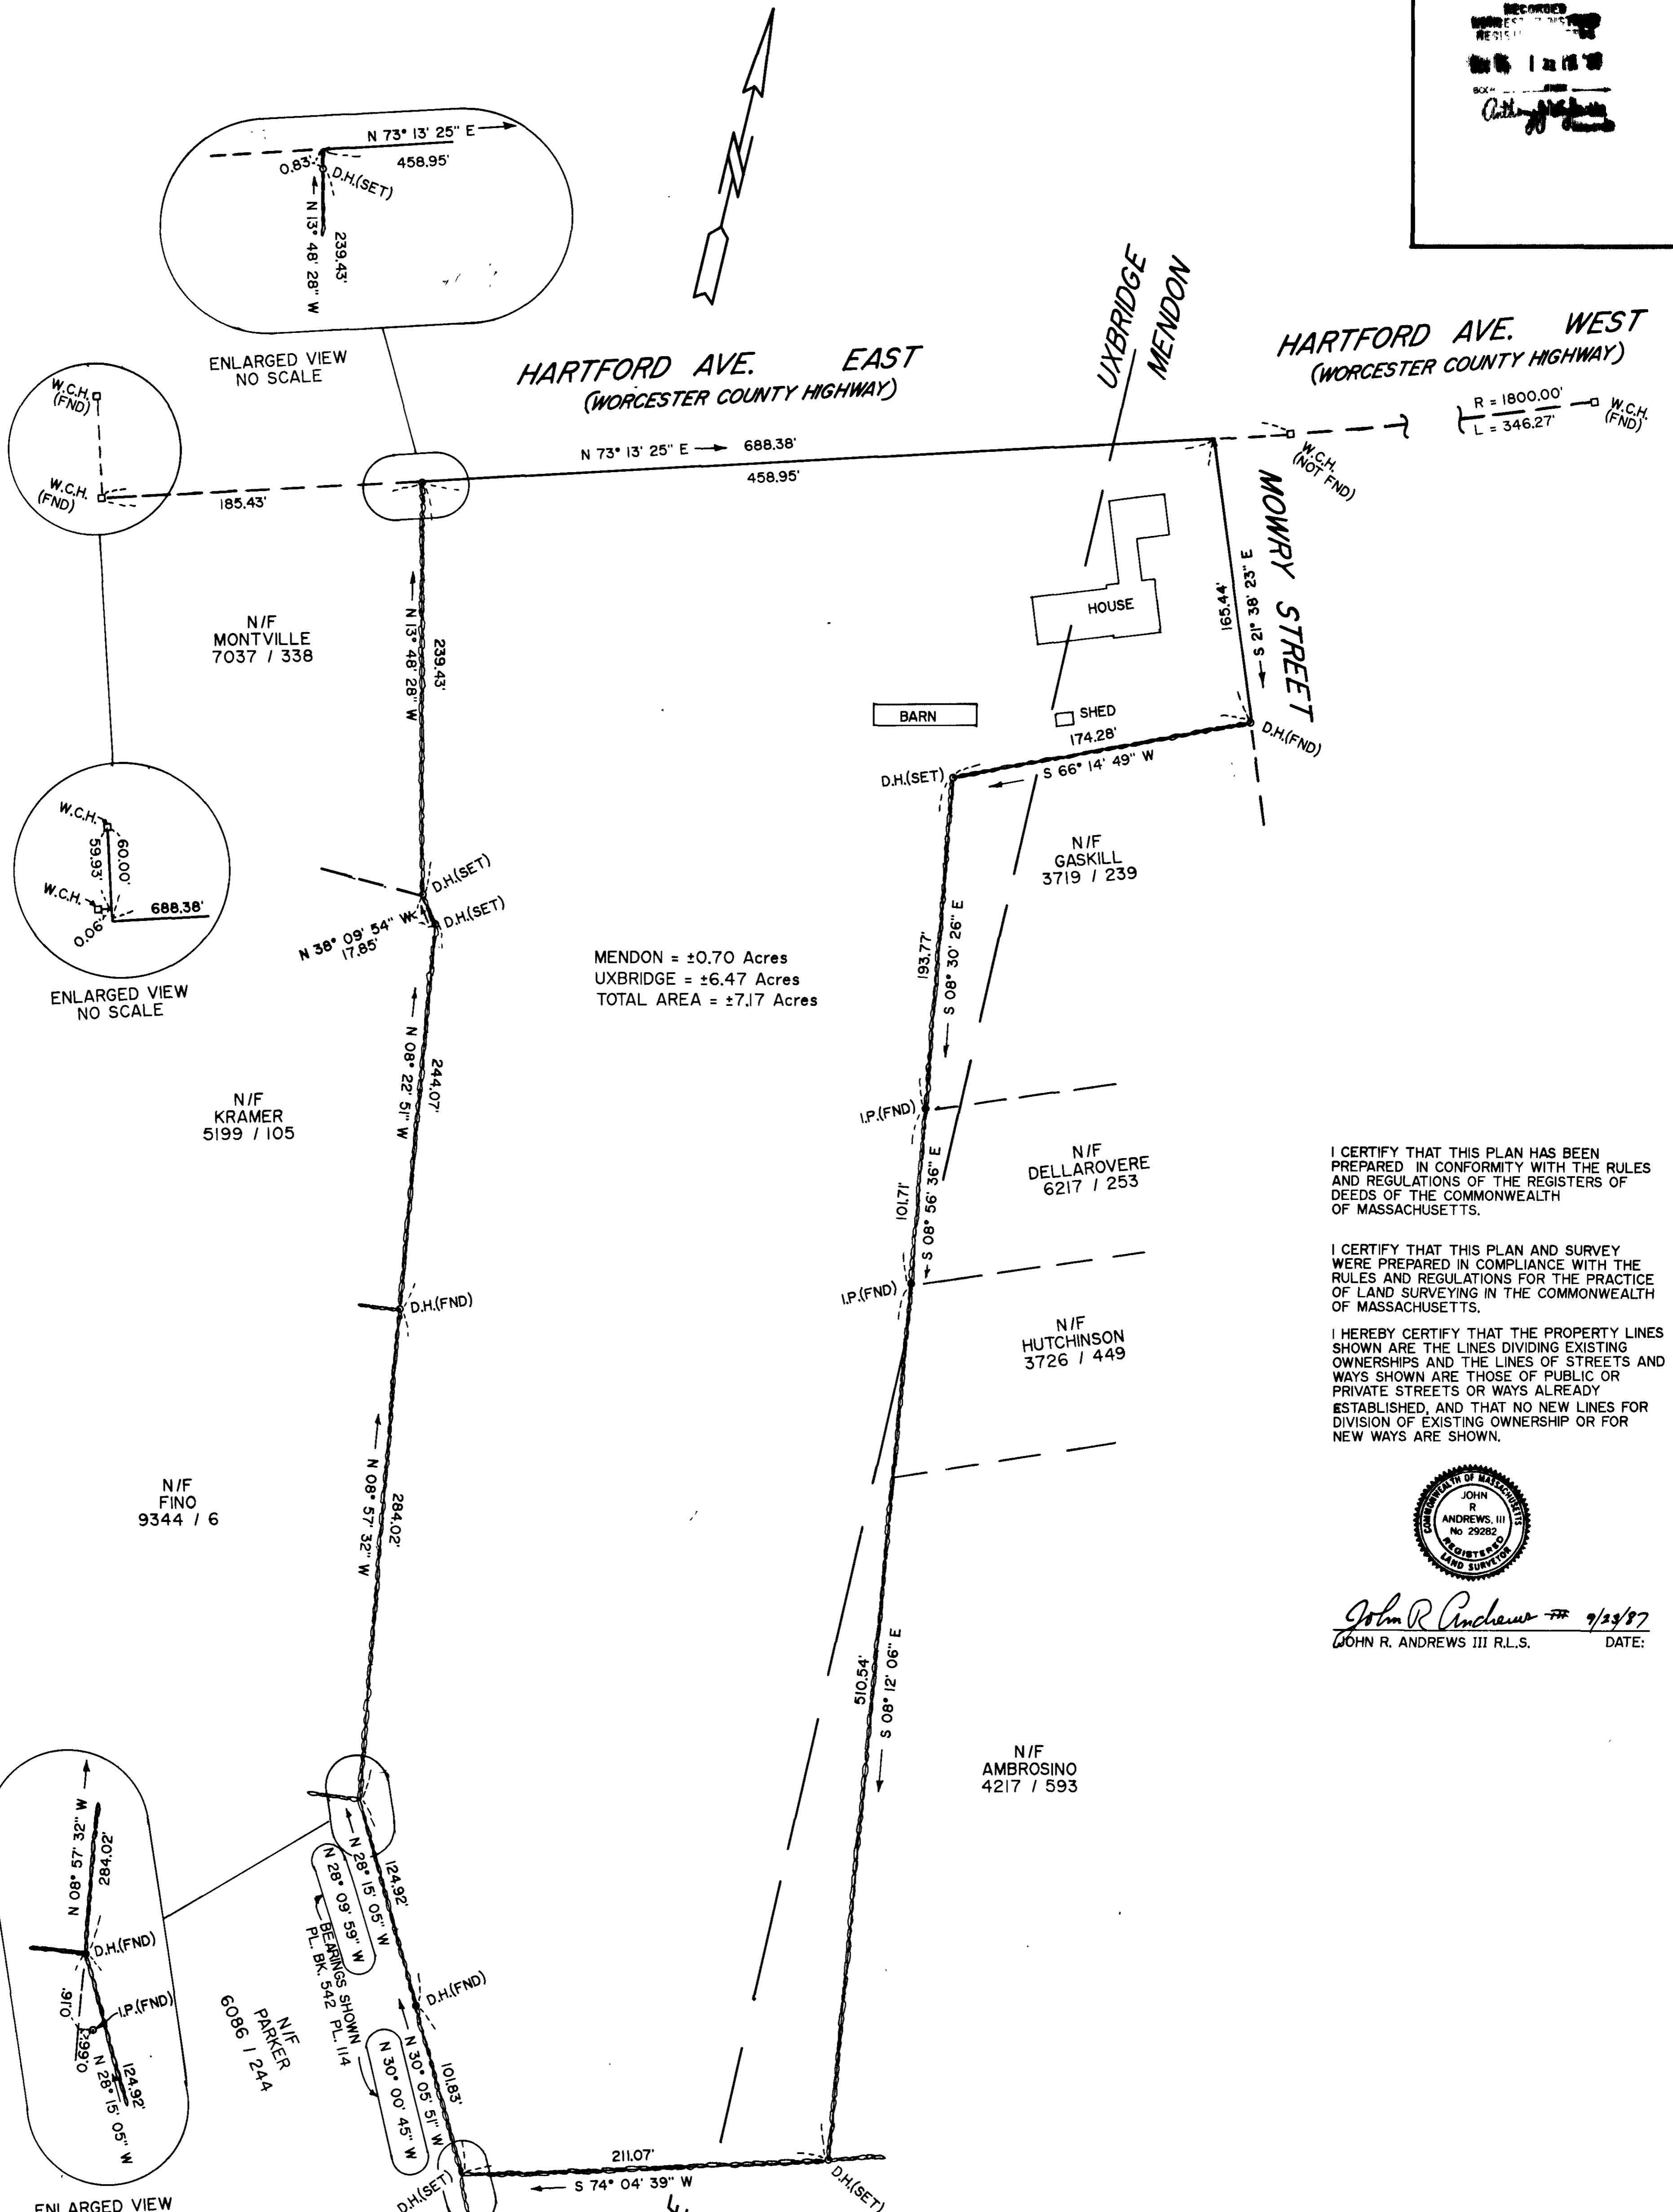 RECORDED
N 73° 13' 25" E
458.95'
0.83'
D.H.(SET)
N 13° 48' 28" W
239.43'
ENLARGED VIEW
NO SCALE
HARTFORD AVE. EAST
(WORCESTER COUNTY HIGHWAY)
UXBRIDGE
MENDON
HARTFORD AVE. WEST
(WORCESTER COUNTY HIGHWAY)
R = 1800.00'
L = 346.27'
W.C.H.
(FND)
W.C.H.
(NOT FND)
W.C.H.
(FND)
W.C.H.
(FND)
185.43'
N 73° 13' 25" E 688.38'
458.95'
MOWRY STREET
165.44'
S 21° 38' 23" E
HOUSE
N/F
MONTVILLE
7037 / 338
N 13° 48' 28" W
239.43'
BARN
SHED
174.28'
S 66° 14' 49" W
D.H.(FND)
D.H.(SET)
W.C.H.
59.93'
60.00'
W.C.H.
0.06'
688.38'
ENLARGED VIEW
NO SCALE
D.H.(SET)
D.H.(SET)
N 38° 09' 54" W
17.85'
N/F
GASKILL
3719 / 239
193.77'
S 08° 30' 26" E
MENDON = ±0.70 Acres
UXBRIDGE = ±6.47 Acres
TOTAL AREA = ±7.17 Acres
N 08° 22' 51" W
244.07'
N/F
KRAMER
5199 / 105
I.P.(FND)
N/F
DELLAROVERE
6217 / 253
101.71'
S 08° 56' 36" E
I.P.(FND)
D.H.(FND)
N/F
HUTCHINSON
3726 / 449
I CERTIFY THAT THIS PLAN HAS BEEN
PREPARED IN CONFORMITY WITH THE RULES
AND REGULATIONS OF THE REGISTERS OF
DEEDS OF THE COMMONWEALTH
OF MASSACHUSETTS.
I CERTIFY THAT THIS PLAN AND SURVEY
WERE PREPARED IN COMPLIANCE WITH THE
RULES AND REGULATIONS FOR THE PRACTICE
OF LAND SURVEYING IN THE COMMONWEALTH
OF MASSACHUSETTS.
I HEREBY CERTIFY THAT THE PROPERTY LINES
SHOWN ARE THE LINES DIVIDING EXISTING
OWNERSHIPS AND THE LINES OF STREETS AND
WAYS SHOWN ARE THOSE OF PUBLIC OR
PRIVATE STREETS OR WAYS ALREADY
ESTABLISHED, AND THAT NO NEW LINES FOR
DIVISION OF EXISTING OWNERSHIP OR FOR
NEW WAYS ARE SHOWN.
COMMONWEALTH OF MASSACHUSETTS
JOHN
R
ANDREWS, III
No 29282
REGISTERED
LAND SURVEYOR
John R Andrews III 9/23/87
JOHN R. ANDREWS III R.L.S. DATE:
N/F
FINO
9344 / 6
N 08° 57' 32" W
284.02'
510.54'
S 08° 12' 06" E
N/F
AMBROSINO
4217 / 593
N 08° 57' 32" W
284.02'
D.H.(FND)
0.16'
I.P.(FND)
0.99'
124.92'
N 28° 15' 05" W
ENLARGED VIEW
124.92'
N 28° 15' 05" W
N 28° 09' 59" W
BEARINGS SHOWN
PL. BK. 542 PL. 114
D.H.(FND)
N/F
PARKER
6086 / 244
101.83'
N 30° 05' 51" W
N 30° 00' 45" W
D.H.(SET)
211.07'
S 74° 04' 39" W
D.H.(SET)